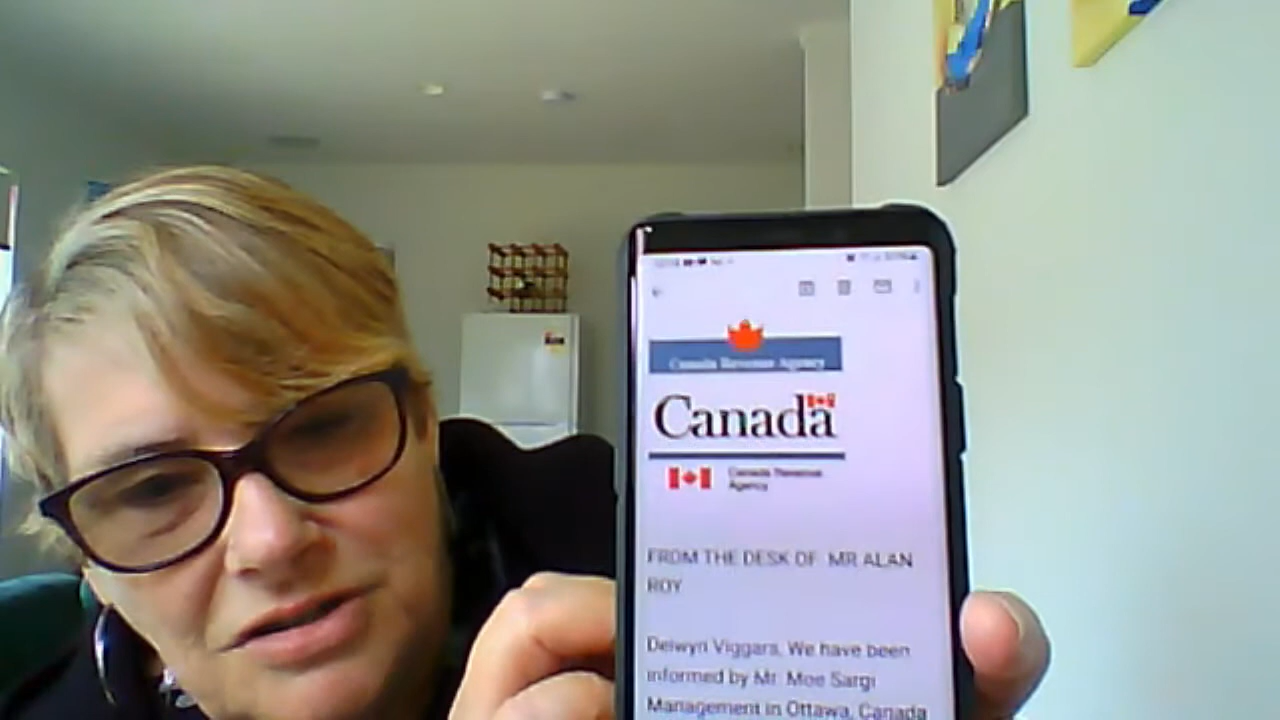 Canada Revenue Agency
Canada
Canada Revenue
Agency
FROM THE DESK OF MR ALAN
ROY
Delwyn Viggars, We have been
informed by Mr. Moe Sargi
Management in Ottawa, Canada